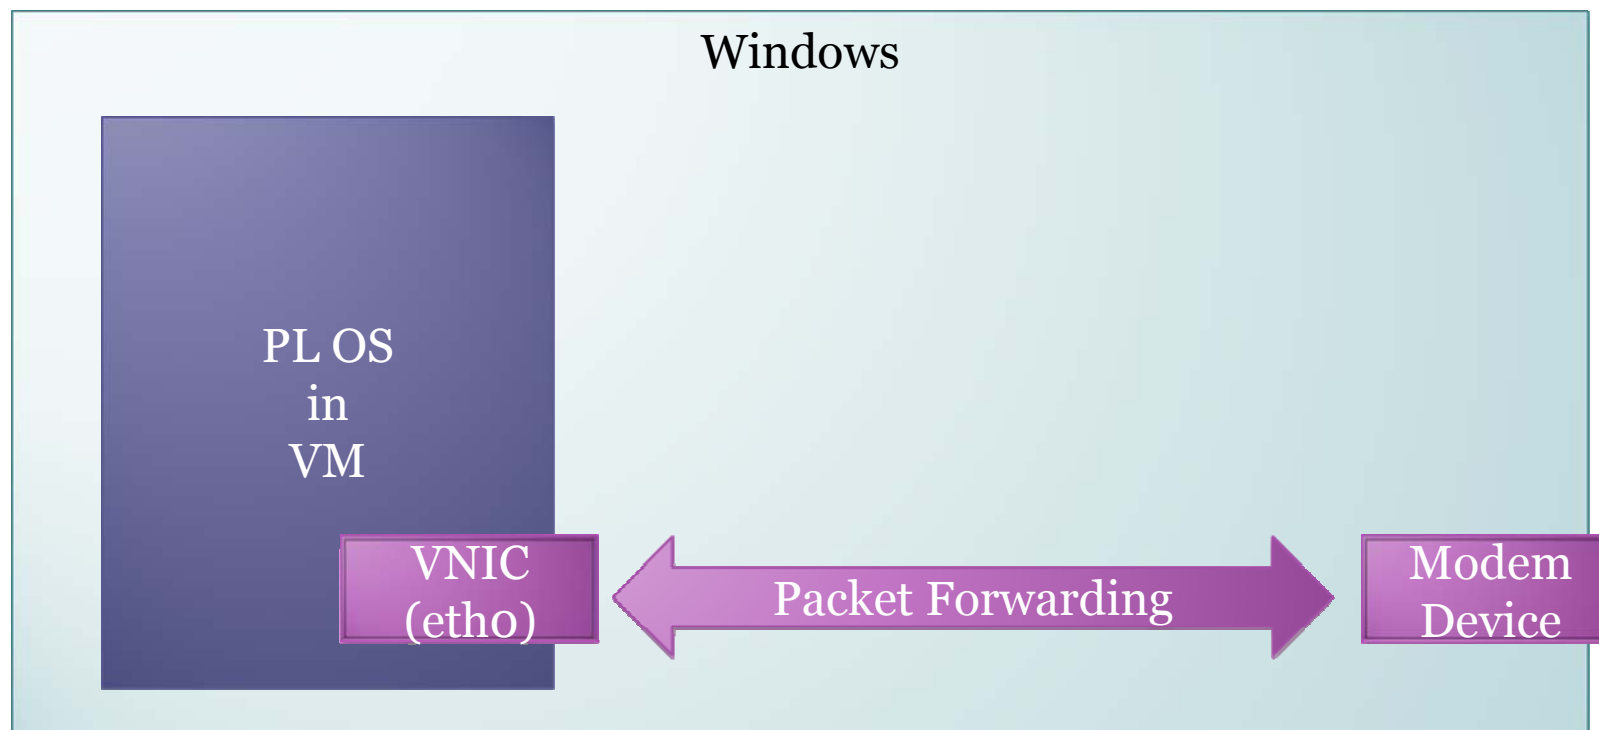 Windows
PL OS
in
VM
VNIC
(eth0)
Packet Forwarding
Modem
Device